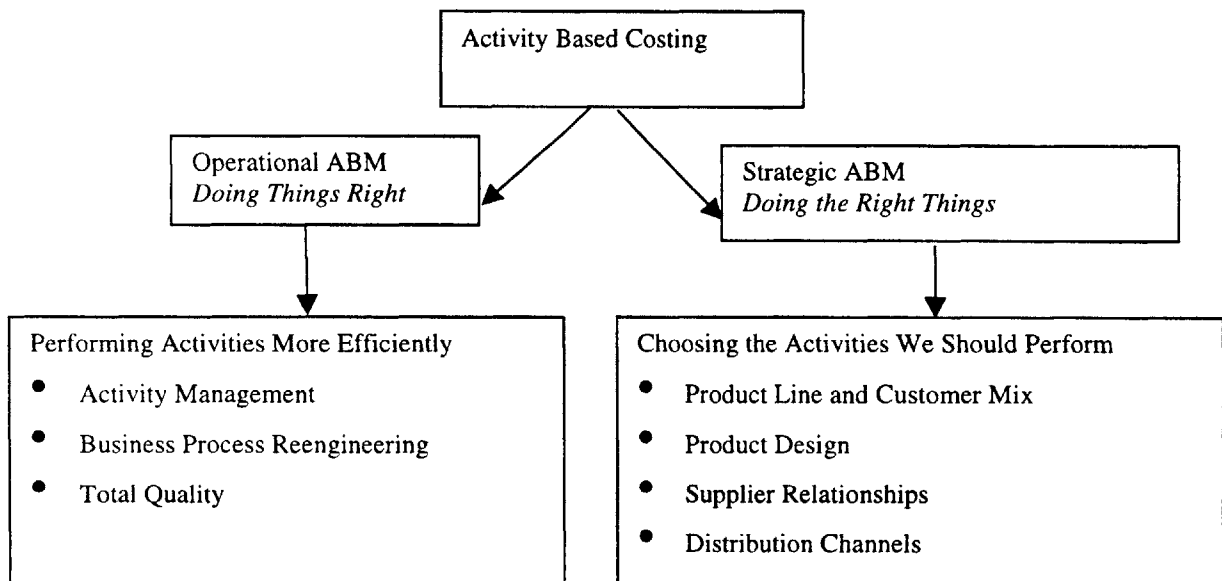 Activity Based Costing
Operational ABM
Doing Things Right
Strategic ABM
Doing the Right Things
Performing Activities More Efficiently
• Activity Management
• Business Process Reengineering
• Total Quality
Choosing the Activities We Should Perform
• Product Line and Customer Mix
• Product Design
• Supplier Relationships
• Distribution Channels